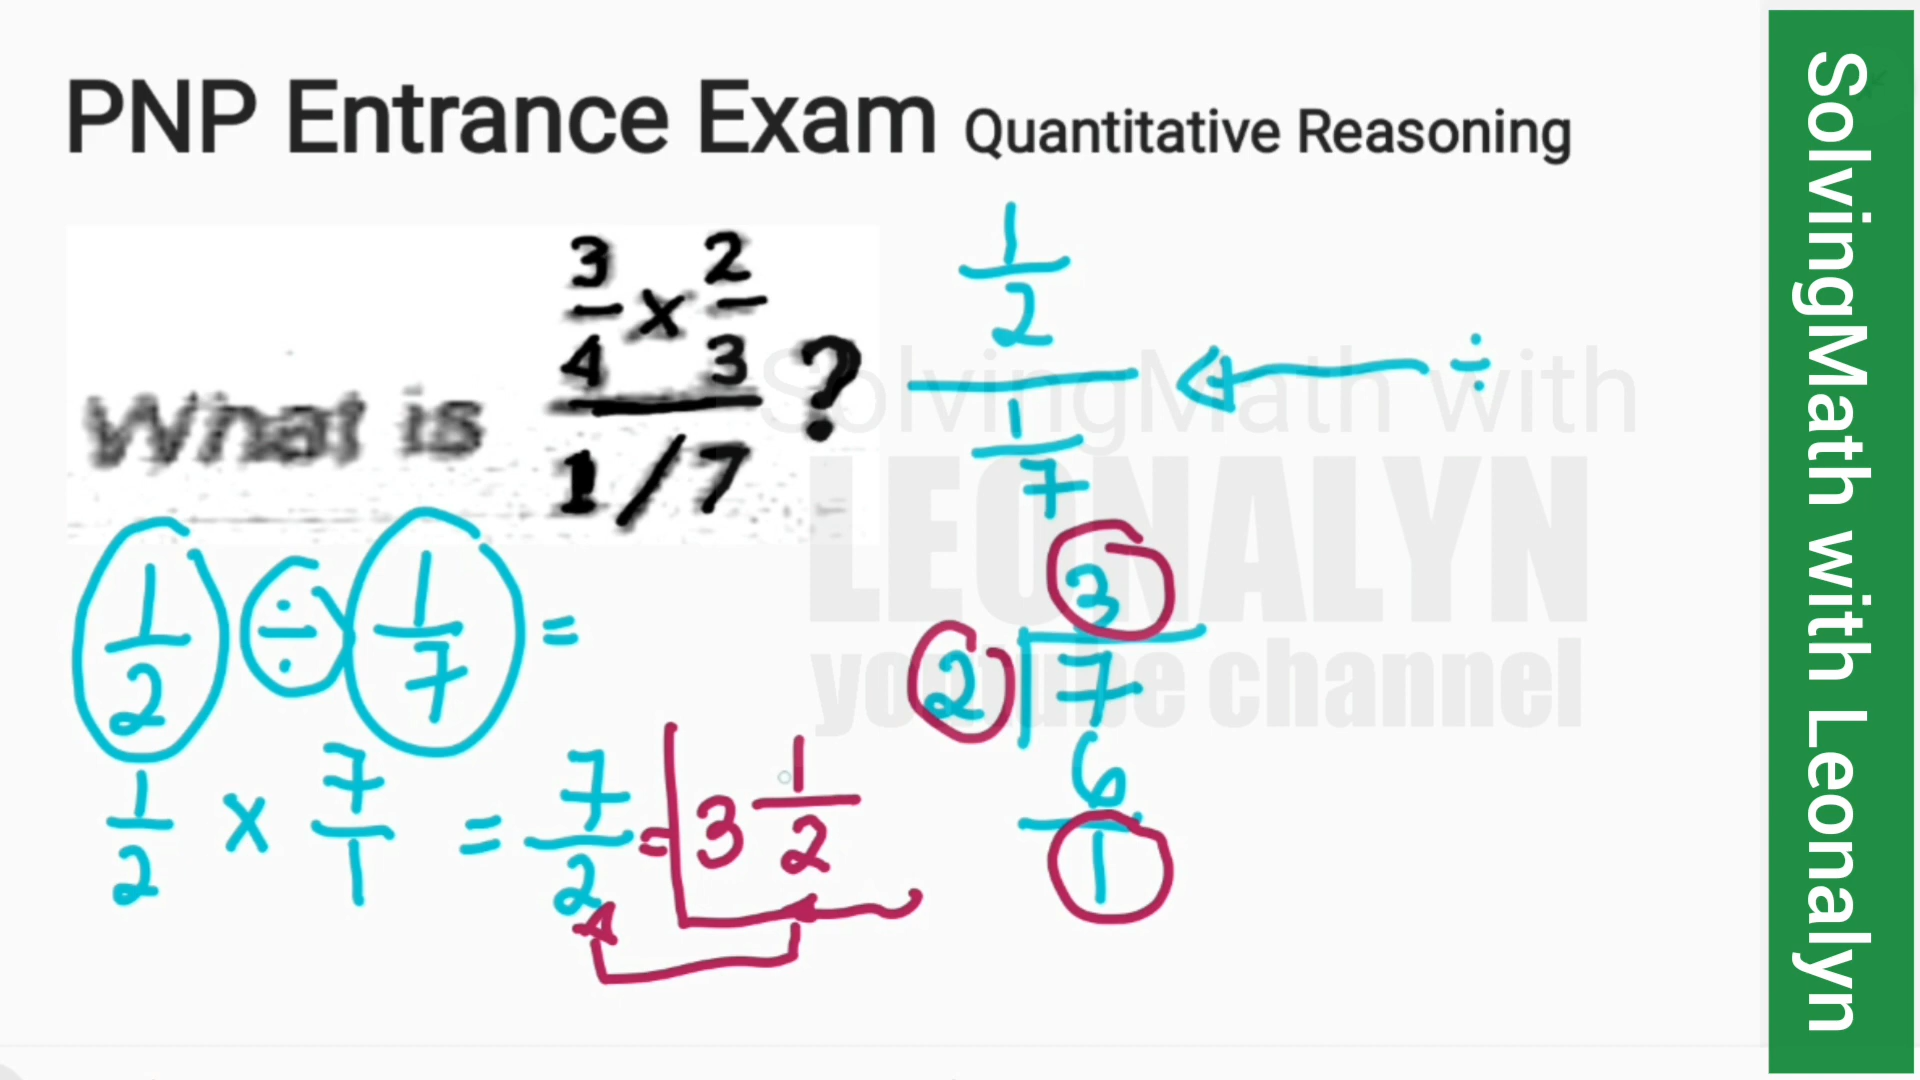 PNP Entrance Exam Quantitative Reasoning
What is 3/4 x 2/3 / 1/7 ?
1/2
÷
1/7
1/2 ÷ 1/7 =
1/2 x 7/1 = 7/2 = 3 1/2
3
2 7
6
1
SolvingMath with
LEONALYN
youtube channel
SolvingMath with Leonalyn